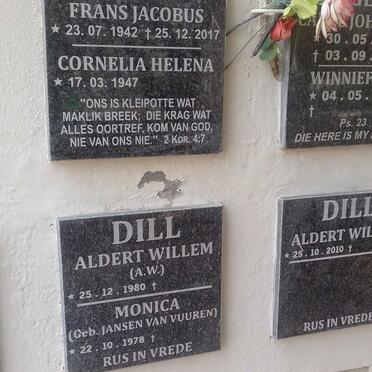 FRANS JACOBUS
★ 23. 07. 1942 † 25. 12. 2017
CORNELIA HELENA
★ 17. 03. 1947
"ONS IS KLEIPOTTE WAT
MAKLIK BREEK; DIE KRAG WAT
ALLES OORTREF, KOM VAN GOD,
NIE VAN ONS NIE." 2 Kor. 4:7
30 . 05
† 03 . 09
WINNIE
★ 04 . 05
Ps. 23
DIE HERE IS MY
DILL
ALDERT WILLEM
(A.W.)
★ 25 . 12 . 1980 †
MONICA
(Geb. JANSEN VAN VUUREN)
★ 22 . 10 . 1978 †
RUS IN VREDE
DILL
ALDERT WIL
★ 25 . 10 . 2010 †
RUS IN VREDE